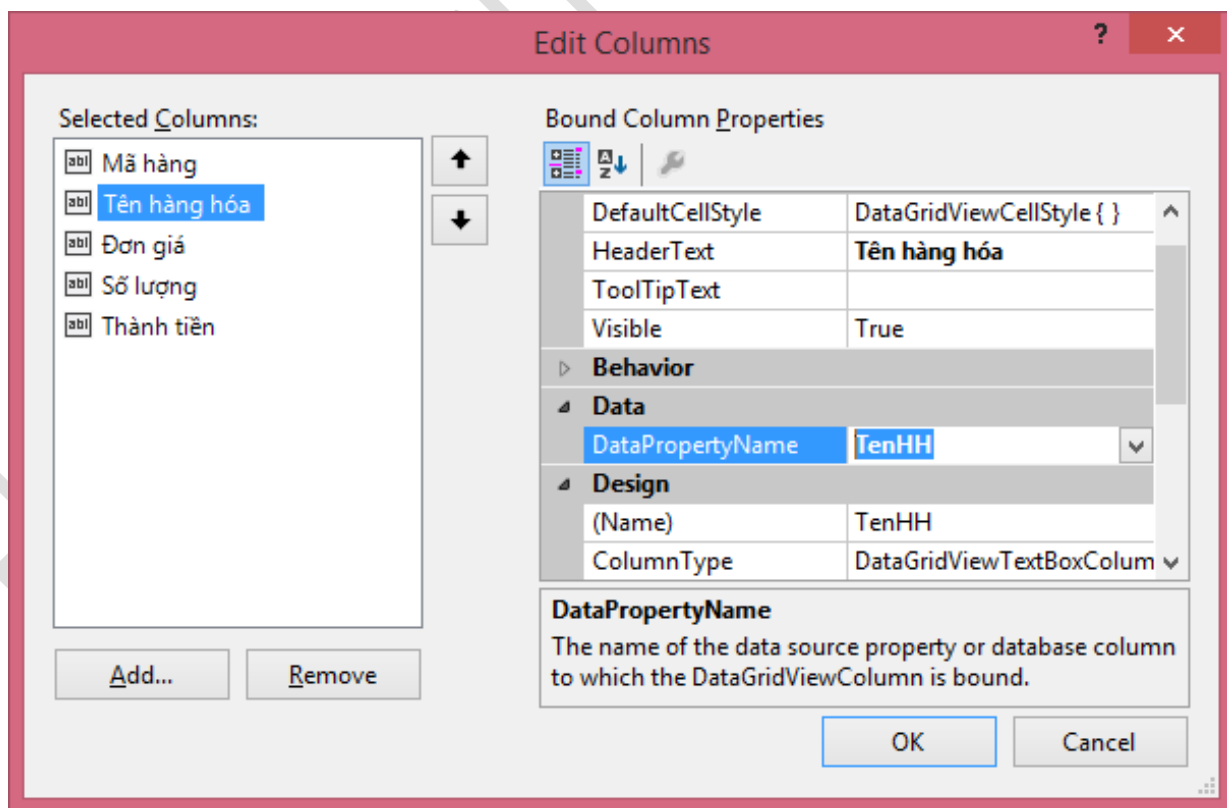 Edit Columns
?
Selected Columns:
Mã hàng
Tên hàng hóa
Đơn giá
Số lượng
Thành tiền
Add...
Remove
Bound Column Properties
DefaultCellStyle DataGridViewCellStyle { }
HeaderText Tên hàng hóa
ToolTipText
Visible True
Behavior
Data
DataPropertyName TenHH
Design
(Name) TenHH
ColumnType DataGridViewTextBoxColum
DataPropertyName
The name of the data source property or database column
to which the DataGridViewColumn is bound.
OK
Cancel